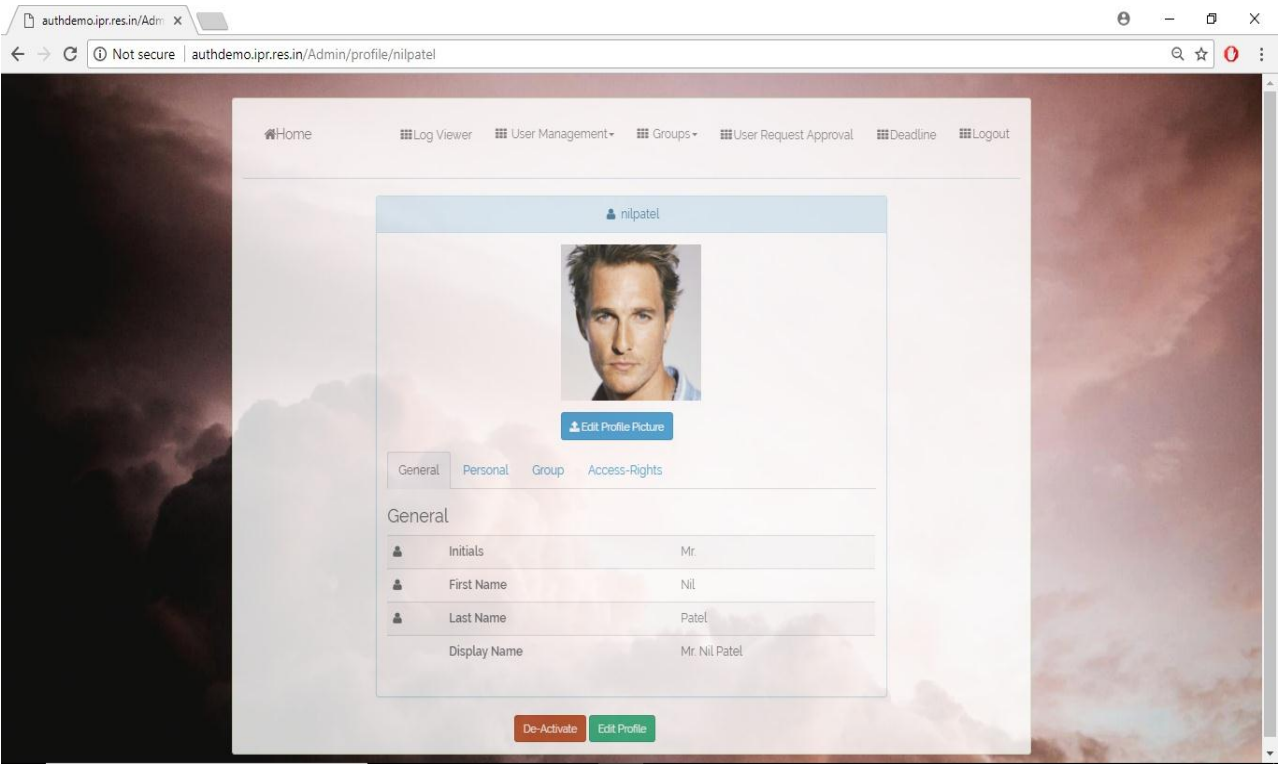 authdemo.ipr.res.in/Adm
Not secure | authdemo.ipr.res.in/Admin/profile/nilpatel
Home Log Viewer User Management Groups User Request Approval Deadline Logout
nilpatel
Edit Profile Picture
General Personal Group Access-Rights
General
Initials Mr.
First Name Nil
Last Name Patel
Display Name Mr. Nil Patel
De-Activate Edit Profile